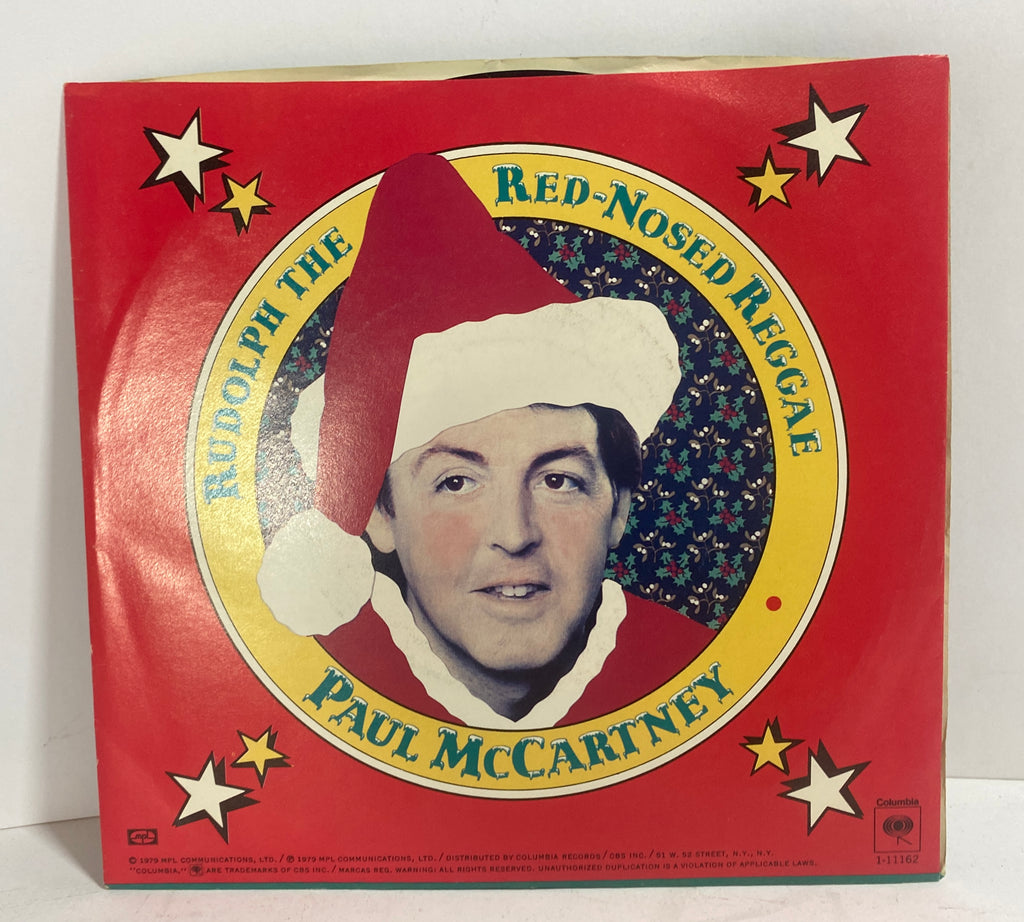 RUDOLPH THE RED-NOSED REGGAE
PAUL MCCARTNEY
mpl
Columbia
1-11162
© 1979 MPL COMMUNICATIONS, LTD. / ℗ 1979 MPL COMMUNICATIONS, LTD. / DISTRIBUTED BY COLUMBIA RECORDS / CBS INC. / 51 W. 52 STREET, N.Y., N.Y.
"COLUMBIA," ARE TRADEMARKS OF CBS INC. / MARCAS REG. WARNING: ALL RIGHTS RESERVED. UNAUTHORIZED DUPLICATION IS A VIOLATION OF APPLICABLE LAWS.